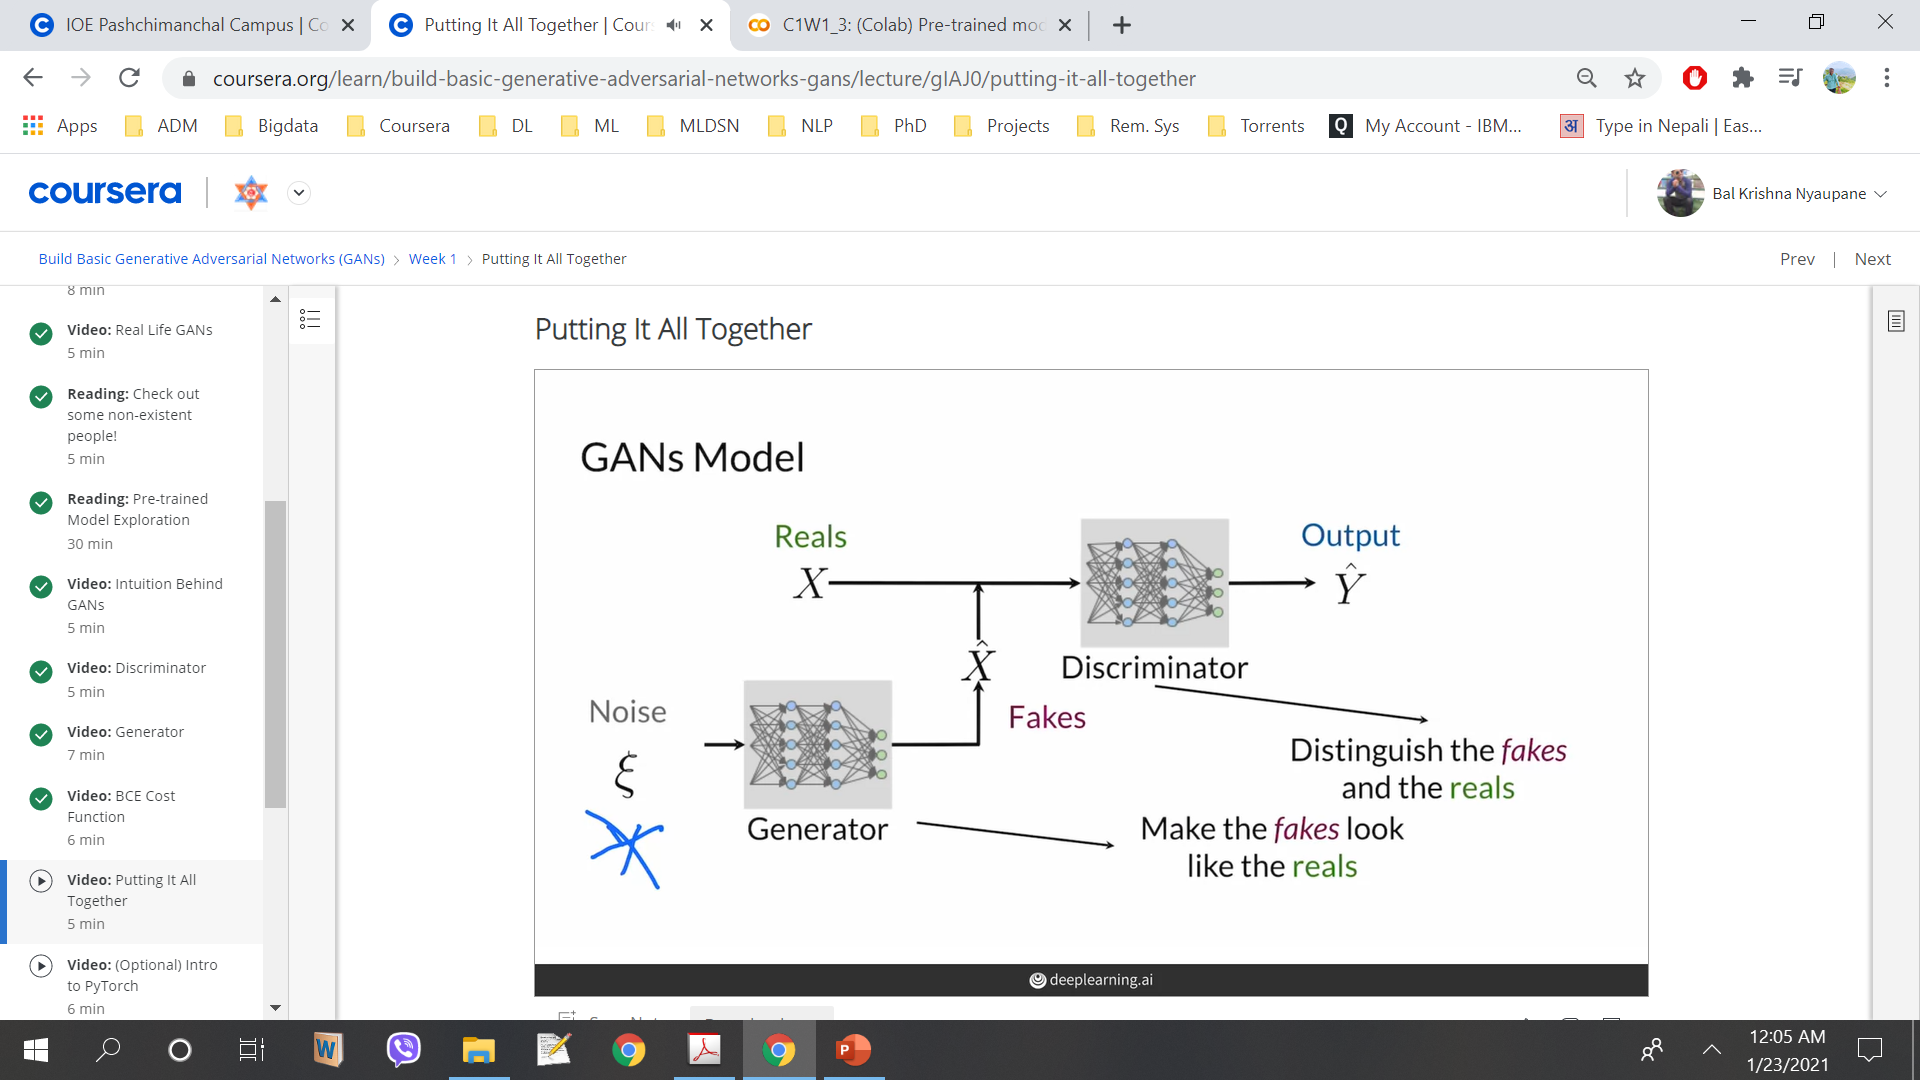 IOE Pashchimanchal Campus | Co
Putting It All Together | Cour
C1W1_3: (Colab) Pre-trained mod
coursera.org/learn/build-basic-generative-adversarial-networks-gans/lecture/gIAJ0/putting-it-all-together
Apps ADM Bigdata Coursera DL ML MLDSN NLP PhD Projects Rem. Sys Torrents Q My Account - IBM... अ Type in Nepali | Eas...
coursera
Bal Krishna Nyaupane
Build Basic Generative Adversarial Networks (GANs) > Week 1 > Putting It All Together
Prev | Next
8 min
Video: Real Life GANs
5 min
Reading: Check out
some non-existent
people!
5 min
Reading: Pre-trained
Model Exploration
30 min
Video: Intuition Behind
GANs
5 min
Video: Discriminator
5 min
Video: Generator
7 min
Video: BCE Cost
Function
6 min
Video: Putting It All
Together
5 min
Video: (Optional) Intro
to PyTorch
6 min
Putting It All Together
GANs Model
Reals
X
Output
Ŷ
X̂
Discriminator
Noise
ξ
Fakes
Distinguish the fakes
and the reals
Generator
Make the fakes look
like the reals
deeplearning.ai
12:05 AM
1/23/2021